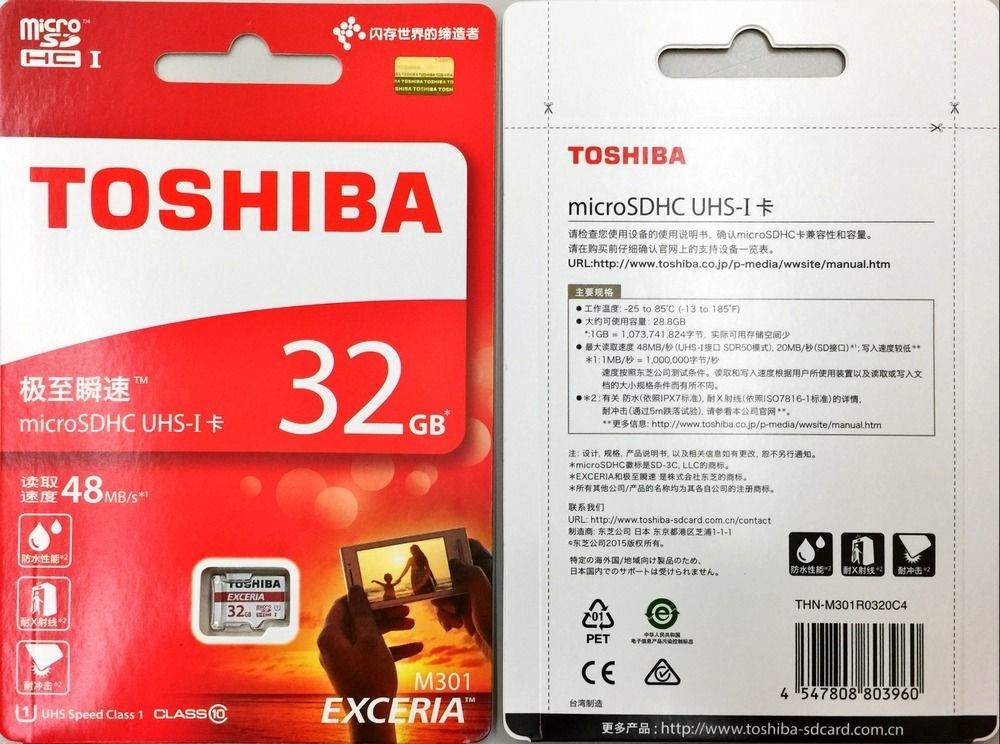 micro
SD
HC I
闪存世界的缔造者
TOSHIBA
极至瞬速™
microSDHC UHS-I 卡
32GB*
读取
速度 48MB/s*1
防水性能*2
耐X射线*2
耐冲击*2
TOSHIBA
EXCERIA
32GB
micro
SD
HC I
M301
EXCERIA™
U1 UHS Speed Class 1 CLASS⑩
TOSHIBA
microSDHC UHS-I 卡
请检查您使用设备的使用说明书, 确认microSDHC卡兼容性和容量。
请在购买前仔细确认官网上的支持设备一览表。
URL:http://www.toshiba.co.jp/p-media/wwsite/manual.htm
主要规格
● 工作温度: -25 to 85℃ (-13 to 185℉)
● 大约可使用容量: 28.8GB
*:1GB = 1,073,741,824字节, 实际可用存储空间少
● 最大读取速度 48MB/秒(UHS-I接口 SDR50模式), 20MB/秒(SD接口)*¹; 写入速度较低**
*1:1MB/秒 = 1,000,000字节/秒
速度按照东芝公司测试条件。读取和写入速度根据用户所使用装置以及读取或写入文
档的大小规格条件而有所不同。
●*2: 有关 防水(依照IPX7标准), 耐X射线(依照ISO7816-1标准)的详情,
耐冲击(通过5m跌落试验), 请参看本公司官网**。
**更多信息: http://www.toshiba.co.jp/p-media/wwsite/manual.htm
注: 设计, 规格, 产品说明书, 以及相关信息如有更改, 恕不另行通知。
*microSDHC徽标是SD-3C, LLC的商标。
*EXCERIA和极至瞬速 是株式会社东芝的商标。
*所有其他公司/产品的名称均为其各自公司的注册商标。
联系我们
URL: http://www.toshiba-sdcard.com.cn/contact
制造商: 东芝公司 日本 东京都港区芝浦1-1-1
©东芝公司2015版权所有。
特定の海外国/地域向け製品のため、
日本国内でのサポートは受けられません。
防水性能*2
耐X射线*2
耐冲击*2
01
PET
e
中华人民共和国
电子信息产品污染控制标志
CE
台湾制造
THN-M301R0320C4
4 547808 803960
更多产品 : http://www.toshiba-sdcard.com.cn